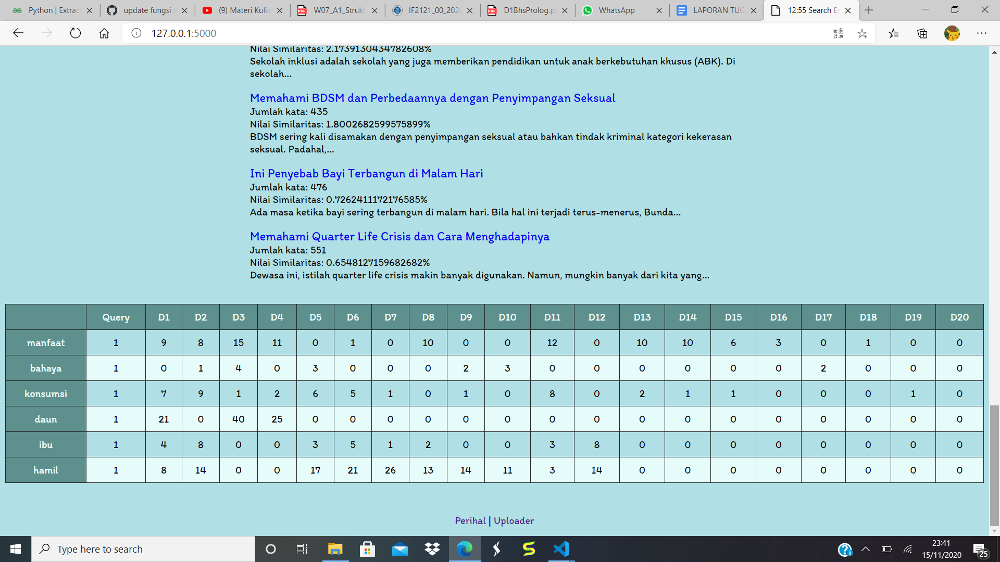 Python | Extrac
update fungsi
(9) Materi Kulia
W07_A1_Strukt
IF2121_00_2020
D1BhsProlog.p
WhatsApp
LAPORAN TUG
12:55 Search E
127.0.0.1:5000
Nilai Similaritas: 2.1739130434782608%
Sekolah inklusi adalah sekolah yang juga memberikan pendidikan untuk anak berkebutuhan khusus (ABK). Di
sekolah...
Memahami BDSM dan Perbedaannya dengan Penyimpangan Seksual
Jumlah kata: 435
Nilai Similaritas: 1.8002682599575899%
BDSM sering kali disamakan dengan penyimpangan seksual atau bahkan tindak kriminal kategori kekerasan
seksual. Padahal,...
Ini Penyebab Bayi Terbangun di Malam Hari
Jumlah kata: 476
Nilai Similaritas: 0.7262411172176585%
Ada masa ketika bayi sering terbangun di malam hari. Bila hal ini terjadi terus-menerus, Bunda...
Memahami Quarter Life Crisis dan Cara Menghadapinya
Jumlah kata: 551
Nilai Similaritas: 0.6548127159682682%
Dewasa ini, istilah quarter life crisis makin banyak digunakan. Namun, mungkin banyak dari kita yang...
Query D1 D2 D3 D4 D5 D6 D7 D8 D9 D10 D11 D12 D13 D14 D15 D16 D17 D18 D19 D20
manfaat 1 9 8 15 11 0 1 0 10 0 0 12 0 10 10 6 3 0 1 0 0
bahaya 1 0 1 4 0 3 0 0 0 2 3 0 0 0 0 0 0 2 0 0 0
konsumsi 1 7 9 1 2 6 5 1 0 1 0 8 0 2 1 1 0 0 0 1 0
daun 1 21 0 40 25 0 0 0 0 0 0 0 0 0 0 0 0 0 0 0 0
ibu 1 4 8 0 0 3 5 1 2 0 0 3 8 0 0 0 0 0 0 0 0
hamil 1 8 14 0 0 17 21 26 13 14 11 3 14 0 0 0 0 0 0 0 0
Perihal | Uploader
Type here to search
23:41
15/11/2020
25